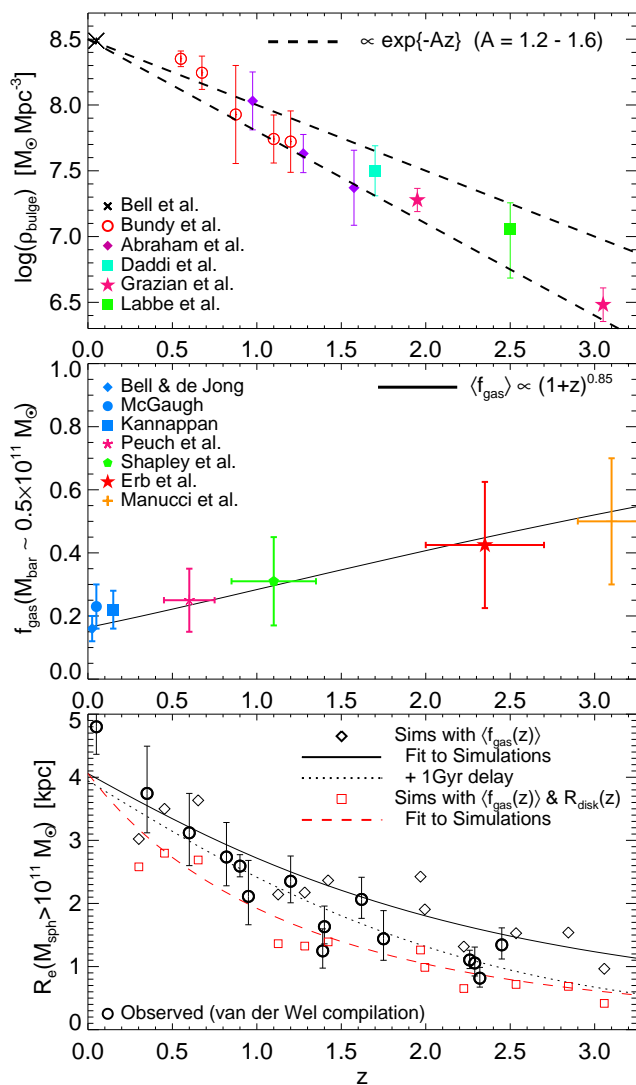 ∝ exp{-Az} (A = 1.2 - 1.6)
8.5
8.0
7.5
7.0
6.5
log(ρbulge) [M⊙ Mpc-3]
Bell et al.
Bundy et al.
Abraham et al.
Daddi et al.
Grazian et al.
Labbe et al.
0.0 0.5 1.0 1.5 2.0 2.5 3.0
1.0
0.8
0.6
0.4
0.2
0.0
fgas(Mbar ~ 0.5×10^11 M⊙)
Bell & de Jong
McGaugh
Kannappan
Peuch et al.
Shapley et al.
Erb et al.
Manucci et al.
⟨fgas⟩ ∝ (1+z)^0.85
0.0 0.5 1.0 1.5 2.0 2.5 3.0
5
4
3
2
1
0
Re(Msph>10^11 M⊙) [kpc]
Sims with ⟨fgas(z)⟩
Fit to Simulations
+ 1Gyr delay
Sims with ⟨fgas(z)⟩ & Rdisk(z)
Fit to Simulations
Observed (van der Wel compilation)
0.0 0.5 1.0 1.5 2.0 2.5 3.0
z